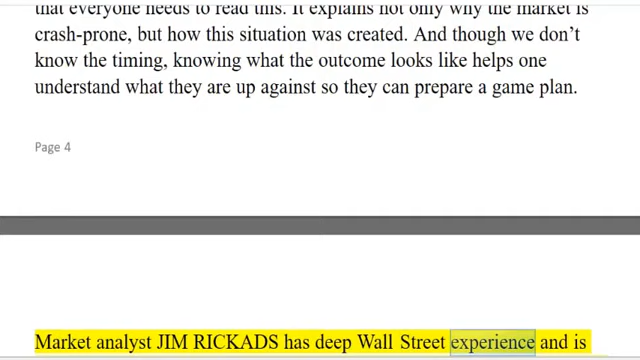 that everyone needs to read this. It explains not only why the market is
crash-prone, but how this situation was created. And though we don't
know the timing, knowing what the outcome looks like helps one
understand what they are up against so they can prepare a game plan.
Page 4
Market analyst JIM RICKADS has deep Wall Street experience and is